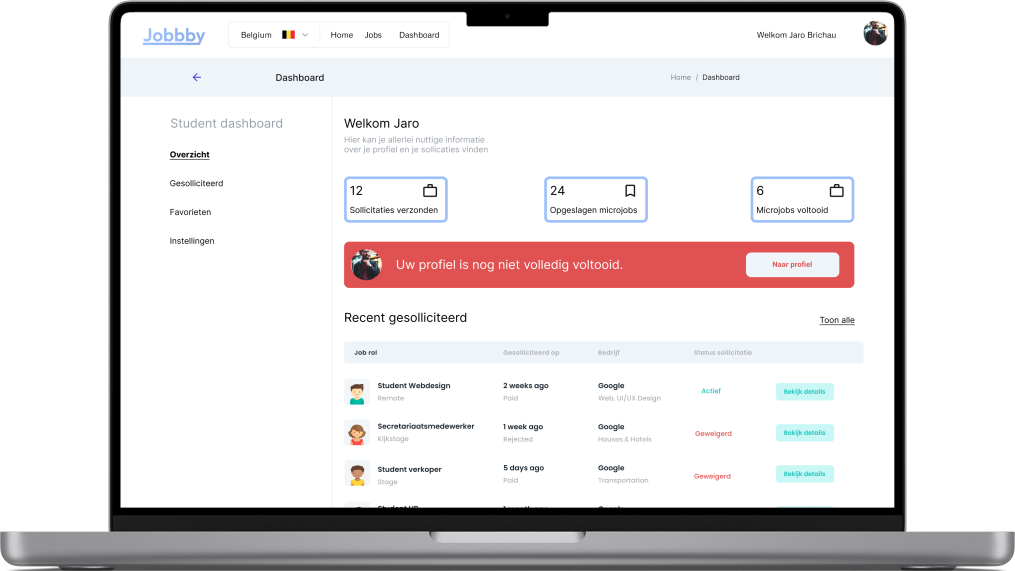 Jobbby
Belgium
Home
Jobs
Dashboard
Welkom Jaro Brichau
Dashboard
Home / Dashboard
Student dashboard
Overzicht
Gesolliciteerd
Favorieten
Instellingen
Welkom Jaro
Hier kan je allerlei nuttige informatie
over je profiel en je sollicaties vinden
12
Sollicitaties verzonden
24
Opgeslagen microjobs
6
Microjobs voltooid
Uw profiel is nog niet volledig voltooid.
Naar profiel
Recent gesolliciteerd
Toon alle
Job rol Gesolliciteerd op Bedrijf Status sollicitatie
Student Webdesign 2 weeks ago Google Actief Bekijk details
Remote Paid Web, UI/UX Design
Secretariaatsmedewerker 1 week ago Google Geweigerd Bekijk details
Kijkstage Rejected Houses & Hotels
Student verkoper 5 days ago Google Geweigerd Bekijk details
Stage Paid Transportation